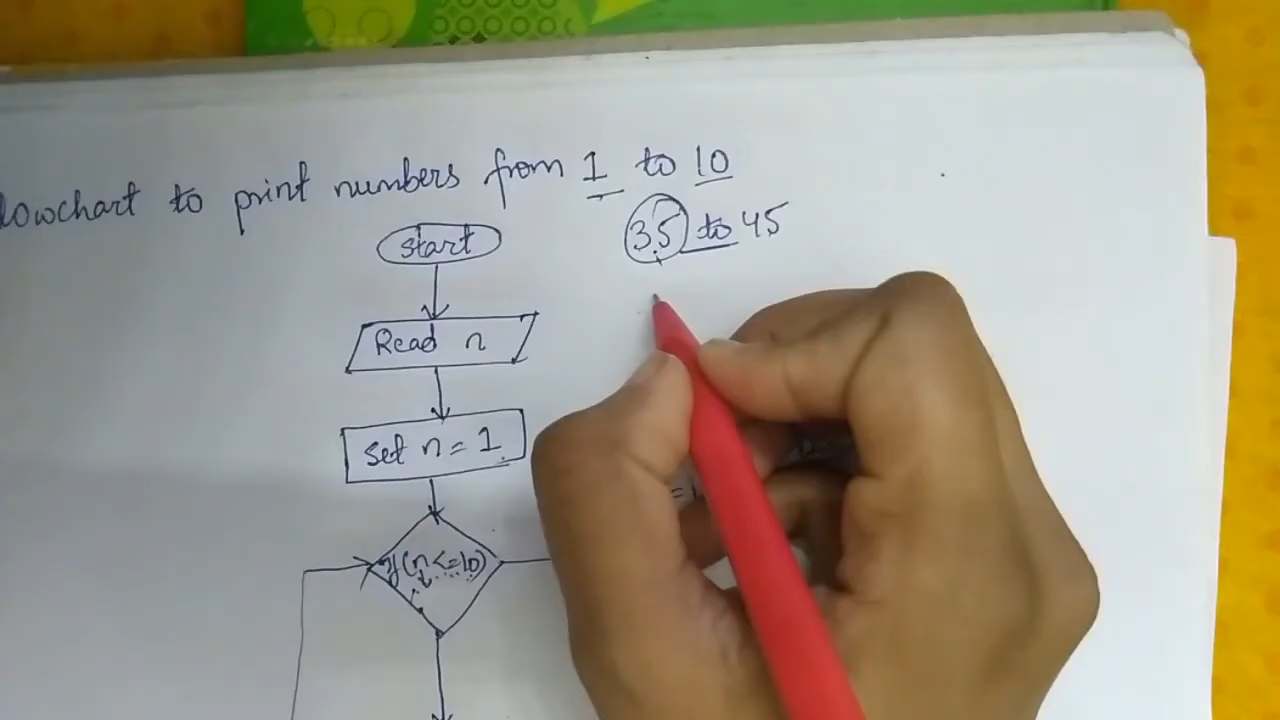 lowchart to print numbers from 1 to 10
35 to 45
start
Read n
set n = 1
if (n <= 10)